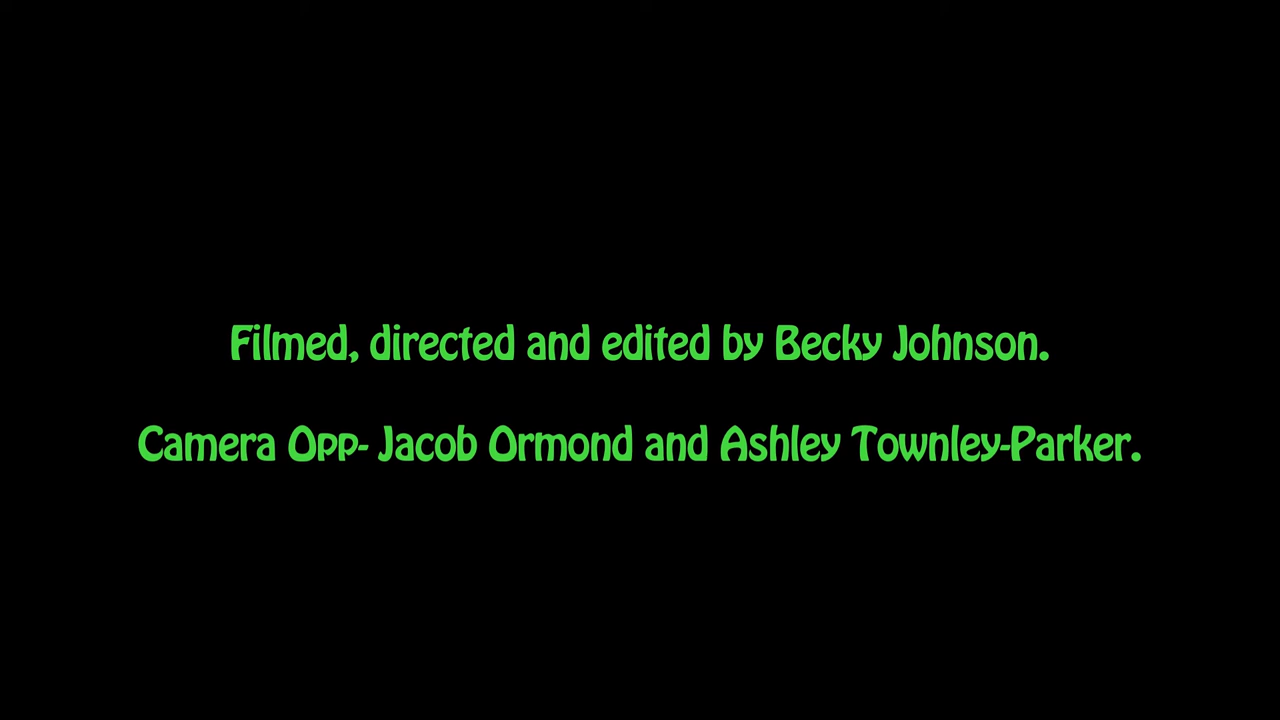 Filmed, directed and edited by Becky Johnson.
Camera Opp- Jacob Ormond and Ashley Townley-Parker.